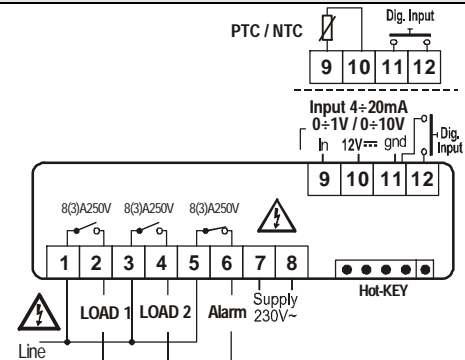 PTC / NTC
Dig. Input
9 10 11 12
Input 4÷20mA
0÷1V / 0÷10V
In 12V gnd
Dig.
Input
9 10 11 12
8(3)A250V 8(3)A250V 8(3)A250V
1 2 3 4 5 6 7 8
Hot-KEY
LOAD 1 LOAD 2 Alarm Supply
230V~
Line